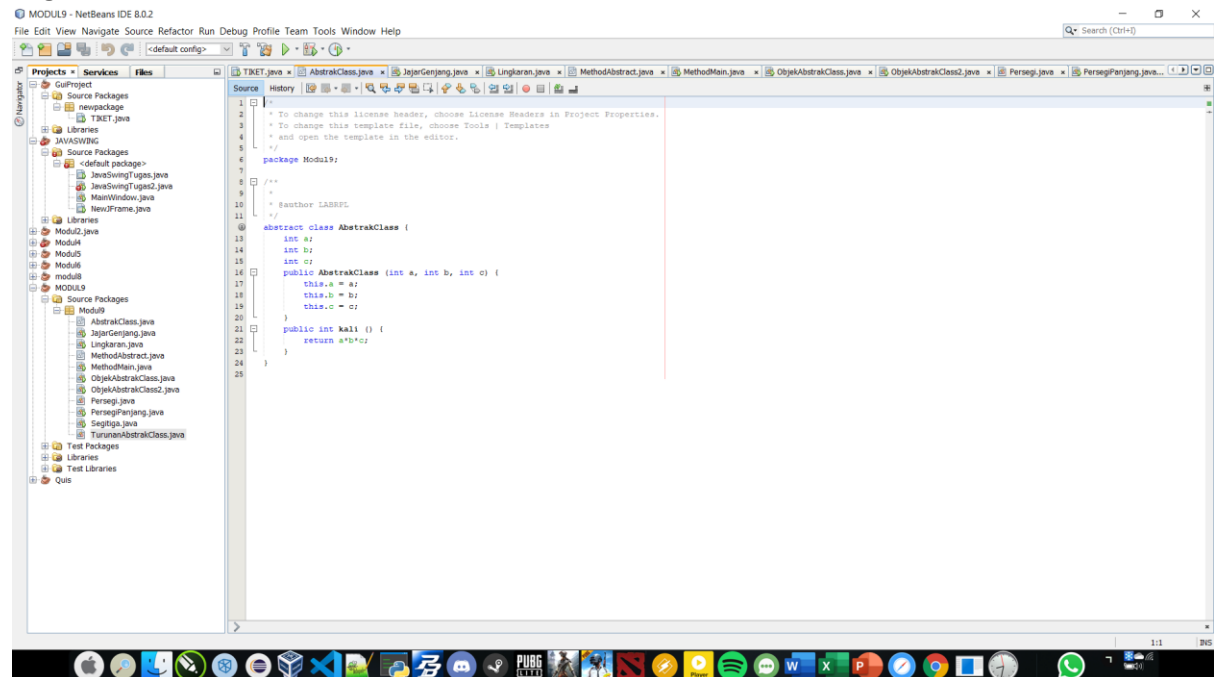 MODUL9 - NetBeans IDE 8.0.2
File Edit View Navigate Source Refactor Run Debug Profile Team Tools Window Help
Search (Ctrl+I)
<default config>
Projects Services Files
Navigator
GuiProject
Source Packages
newpackage
TIKET.java
Libraries
JAVASWING
Source Packages
<default package>
JavaSwingTugas.java
JavaSwingTugas2.java
MainWindow.java
NewJFrame.java
Libraries
Modul2.java
Modul4
Modul5
Modul6
modul8
MODUL9
Source Packages
Modul9
AbstrakClass.java
JajarGenjang.java
Lingkaran.java
MethodAbstract.java
MethodMain.java
ObjekAbstrakClass.java
ObjekAbstrakClass2.java
Persegi.java
PersegiPanjang.java
Segitiga.java
TurunanAbstrakClass.java
Test Packages
Libraries
Test Libraries
Quis
TIKET.java AbstrakClass.java JajarGenjang.java Lingkaran.java MethodAbstract.java MethodMain.java ObjekAbstrakClass.java ObjekAbstrakClass2.java Persegi.java PersegiPanjang.java...
Source History
1 /*
2 * To change this license header, choose License Headers in Project Properties.
3 * To change this template file, choose Tools | Templates
4 * and open the template in the editor.
5 */
6 package Modul9;
7
8 /**
9 *
10 * @author LABRPL
11 */
abstract class AbstrakClass {
13 int a;
14 int b;
15 int c;
16 public AbstrakClass (int a, int b, int c) {
17 this.a = a;
18 this.b = b;
19 this.c = c;
20 }
21 public int kali () {
22 return a*b*c;
23 }
24 }
25
1:1 INS
PUBG
LITE
Player
W X P